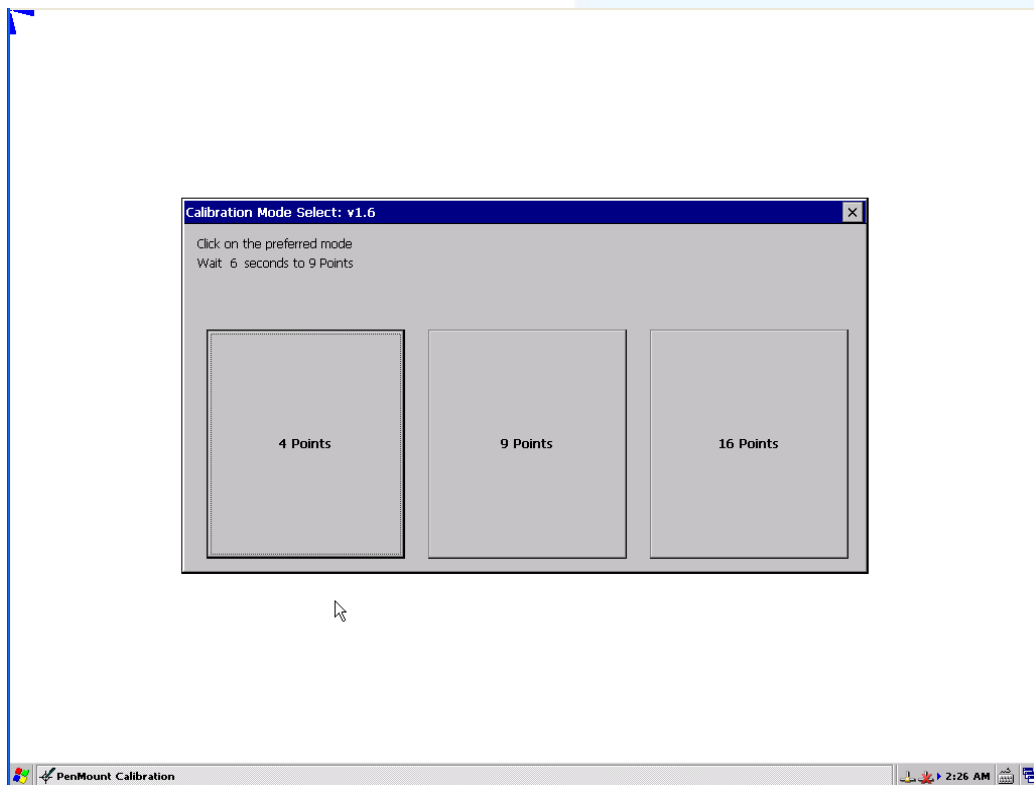 Calibration Mode Select: v1.6
Click on the preferred mode
Wait 6 seconds to 9 Points
4 Points
9 Points
16 Points
PenMount Calibration
2:26 AM